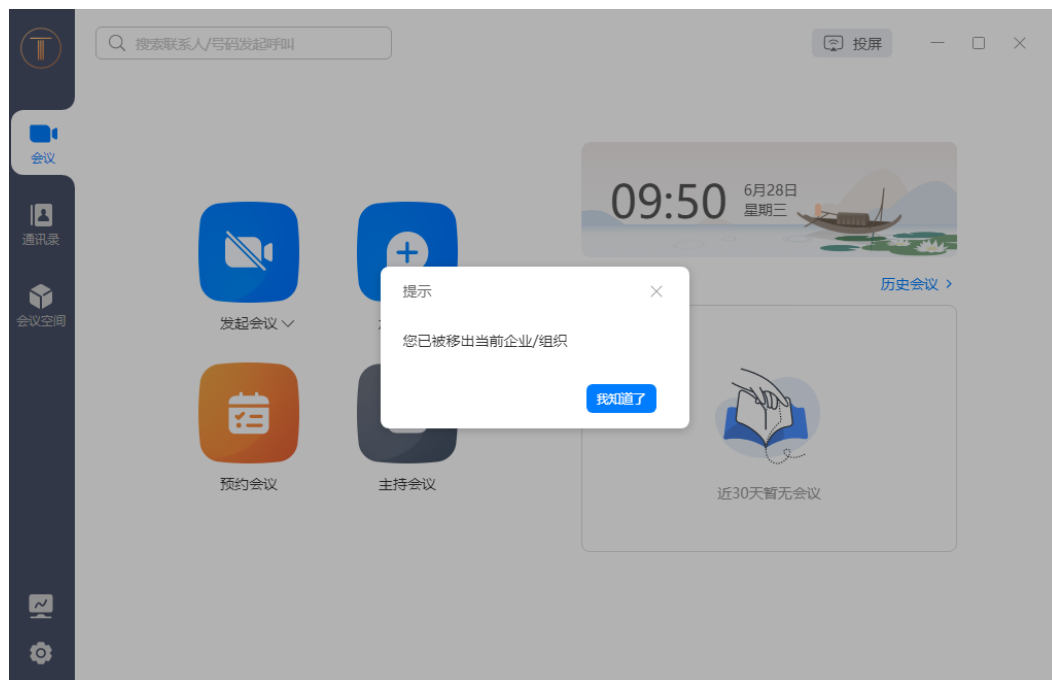 搜索联系人/号码发起呼叫
投屏
会议
通讯录
会议空间
09:50
6月28日
星期三
历史会议
发起会议
提示
您已被移出当前企业/组织
我知道了
预约会议
主持会议
近30天暂无会议